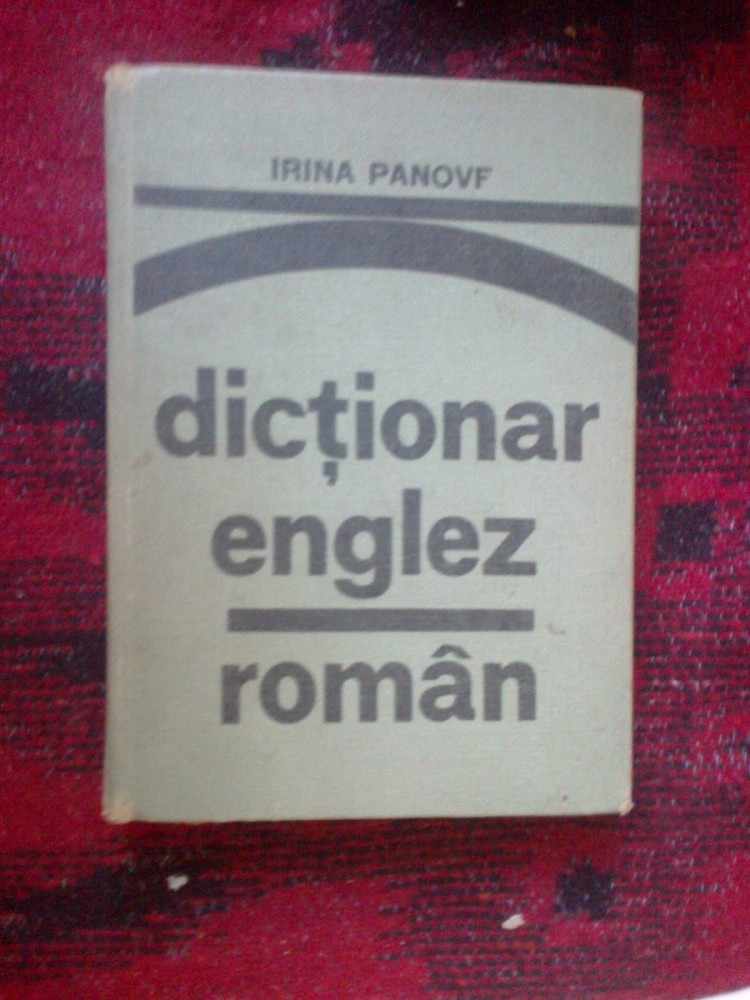 IRINA PANOVF
dicționar
englez
român